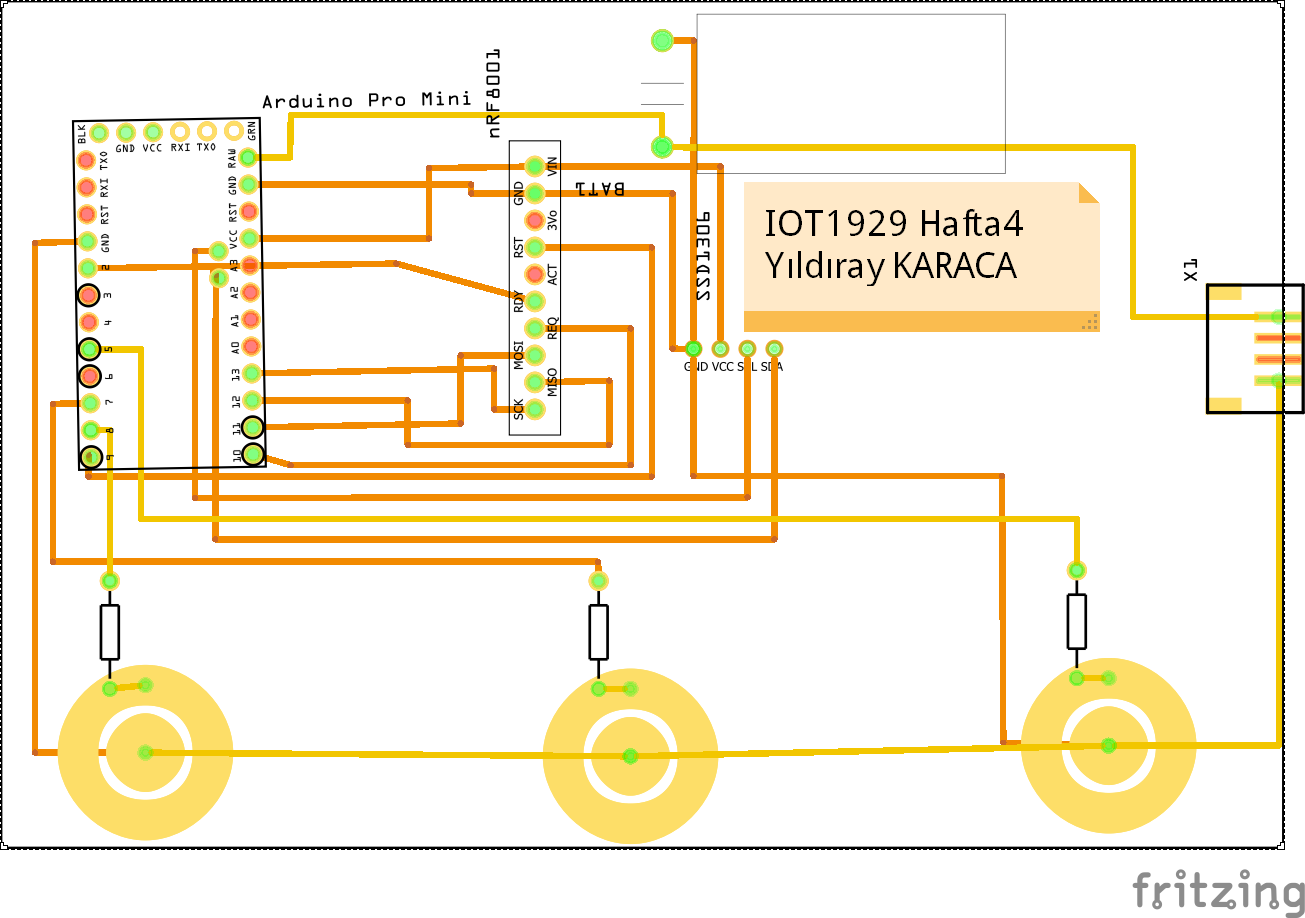 nRF8001
Arduino Pro Mini
BLK
GND VCC RXI TXO
GRN
TXO
RXI
RST
GND
2
3
4
5
6
7
8
9
RAW
GND
RST
VCC
A3
A2
A1
A0
13
12
11
10
VIN
GND
3Vo
RST
ACT
RDY
REQ
MOSI
MISO
SCK
BAT1
SSD1306
GND VCC SCL SDA
IOT1929 Hafta4
Yıldıray KARACA
X1
fritzing